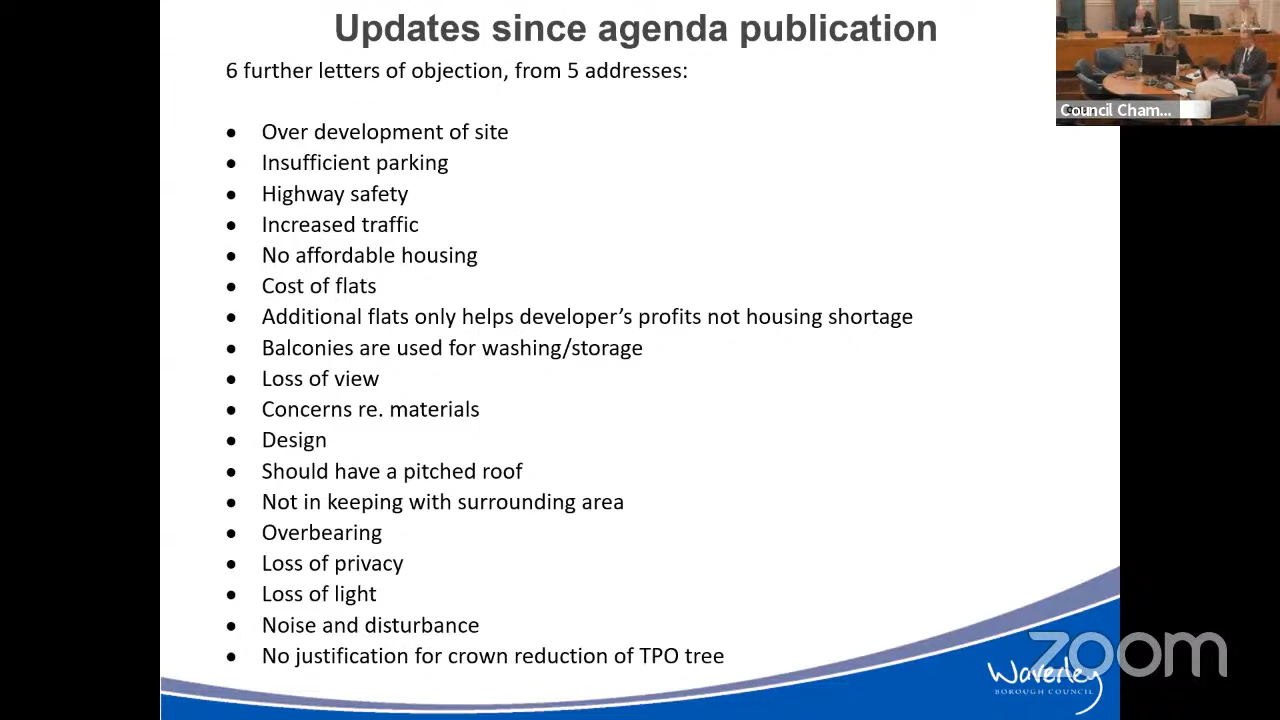 Updates since agenda publication
6 further letters of objection, from 5 addresses:
• Over development of site
• Insufficient parking
• Highway safety
• Increased traffic
• No affordable housing
• Cost of flats
• Additional flats only helps developer’s profits not housing shortage
• Balconies are used for washing/storage
• Loss of view
• Concerns re. materials
• Design
• Should have a pitched roof
• Not in keeping with surrounding area
• Overbearing
• Loss of privacy
• Loss of light
• Noise and disturbance
• No justification for crown reduction of TPO tree
Council Cham...
zoom
Waverley
BOROUGH COUNCIL